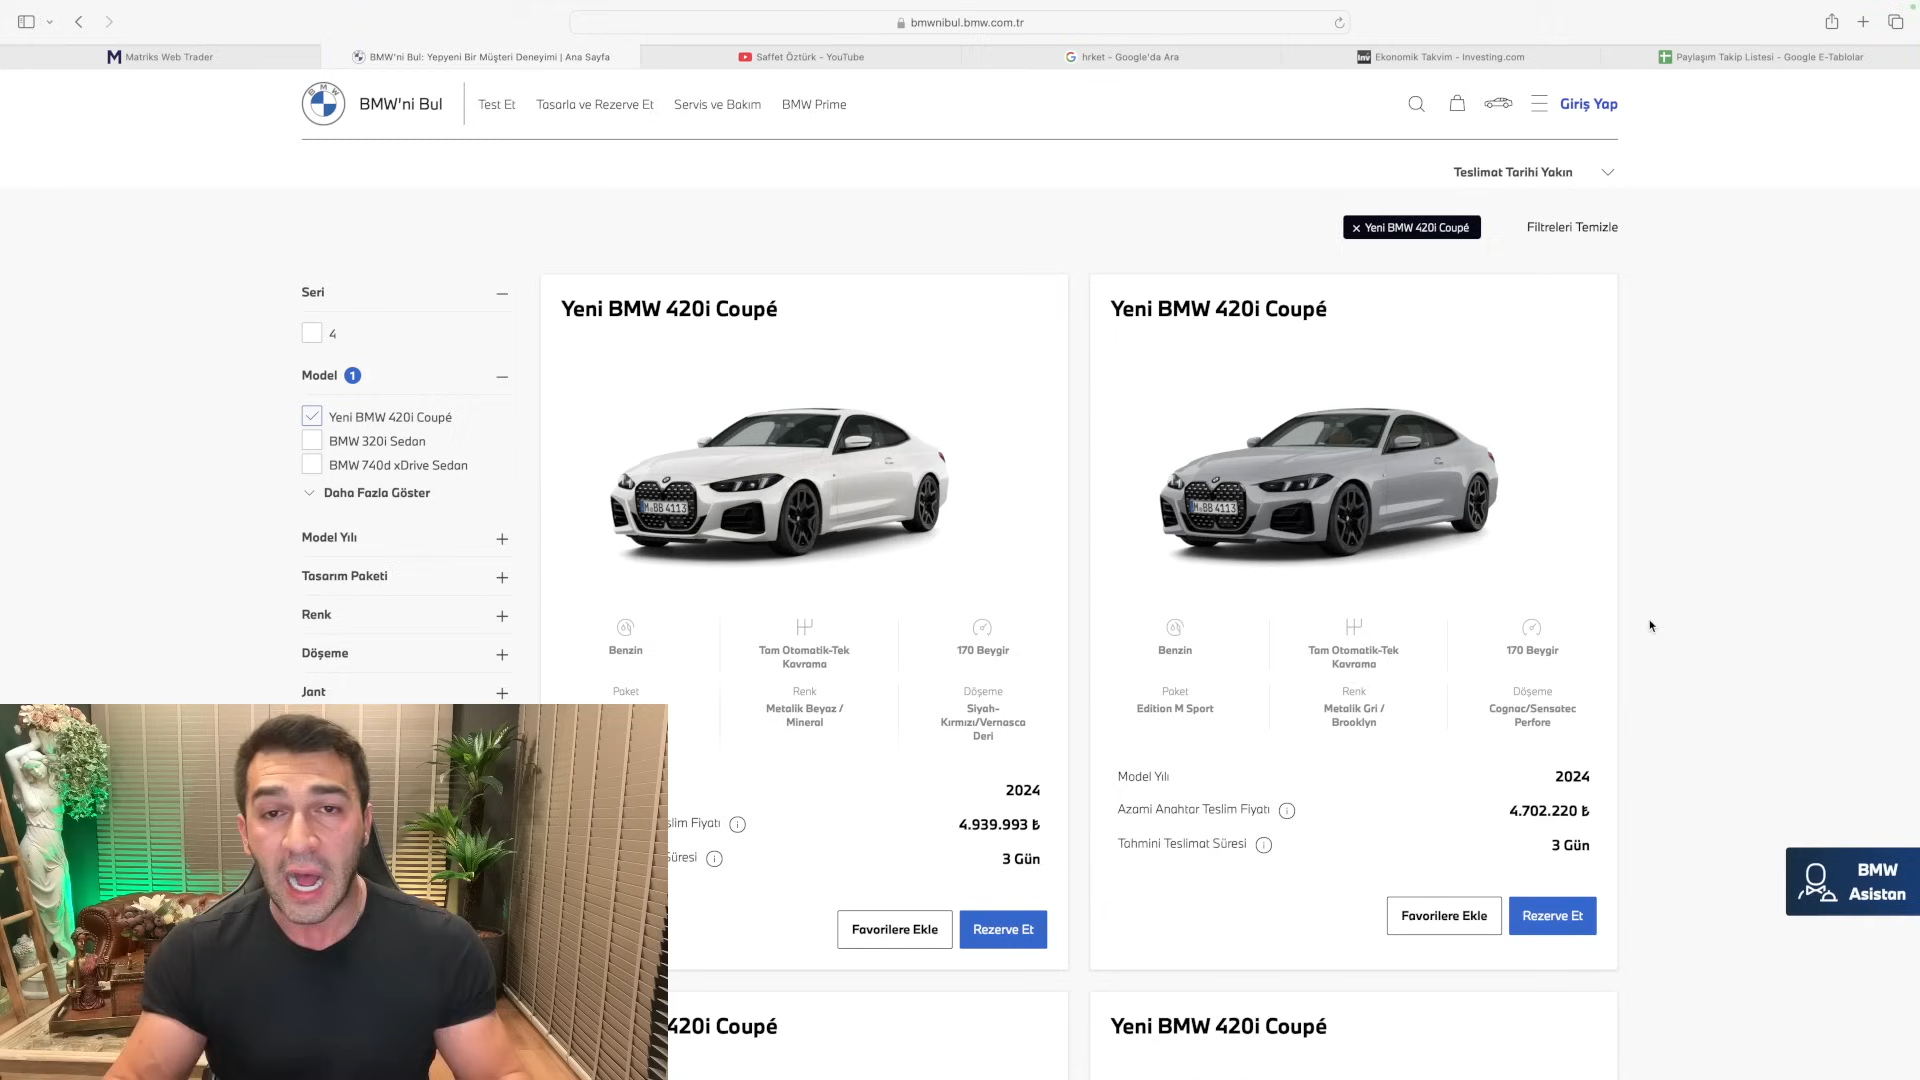 bmwnibul.bmw.com.tr
Matriks Web Trader
BMW'ni Bul: Yepyeni Bir Müşteri Deneyimi | Ana Sayfa
Saffet Öztürk - YouTube
hrket - Google'da Ara
Ekonomik Takvim - Investing.com
Paylaşım Takip Listesi - Google E-Tablolar
BMW
BMW'ni Bul
Test Et
Tasarla ve Rezerve Et
Servis ve Bakım
BMW Prime
Giriş Yap
Teslimat Tarihi Yakın
× Yeni BMW 420i Coupé
Filtreleri Temizle
Seri
4
Model 1
Yeni BMW 420i Coupé
BMW 320i Sedan
BMW 740d xDrive Sedan
Daha Fazla Göster
Model Yılı
Tasarım Paketi
Renk
Döşeme
Jant
Yeni BMW 420i Coupé
M-BB 4113
Benzin
Tam Otomatik-Tek
Kavrama
170 Beygir
Paket
Renk
Metalik Beyaz /
Mineral
Döşeme
Siyah-
Kırmızı/Vernasca
Deri
2024
slim Fiyatı
4.939.993 ₺
Süresi
3 Gün
Favorilere Ekle
Rezerve Et
Yeni BMW 420i Coupé
M-BB 4113
Benzin
Tam Otomatik-Tek
Kavrama
170 Beygir
Paket
Edition M Sport
Renk
Metalik Gri /
Brooklyn
Döşeme
Cognac/Sensatec
Perfore
Model Yılı
2024
Azami Anahtar Teslim Fiyatı
4.702.220 ₺
Tahmini Teslimat Süresi
3 Gün
Favorilere Ekle
Rezerve Et
BMW
Asistan
420i Coupé
Yeni BMW 420i Coupé